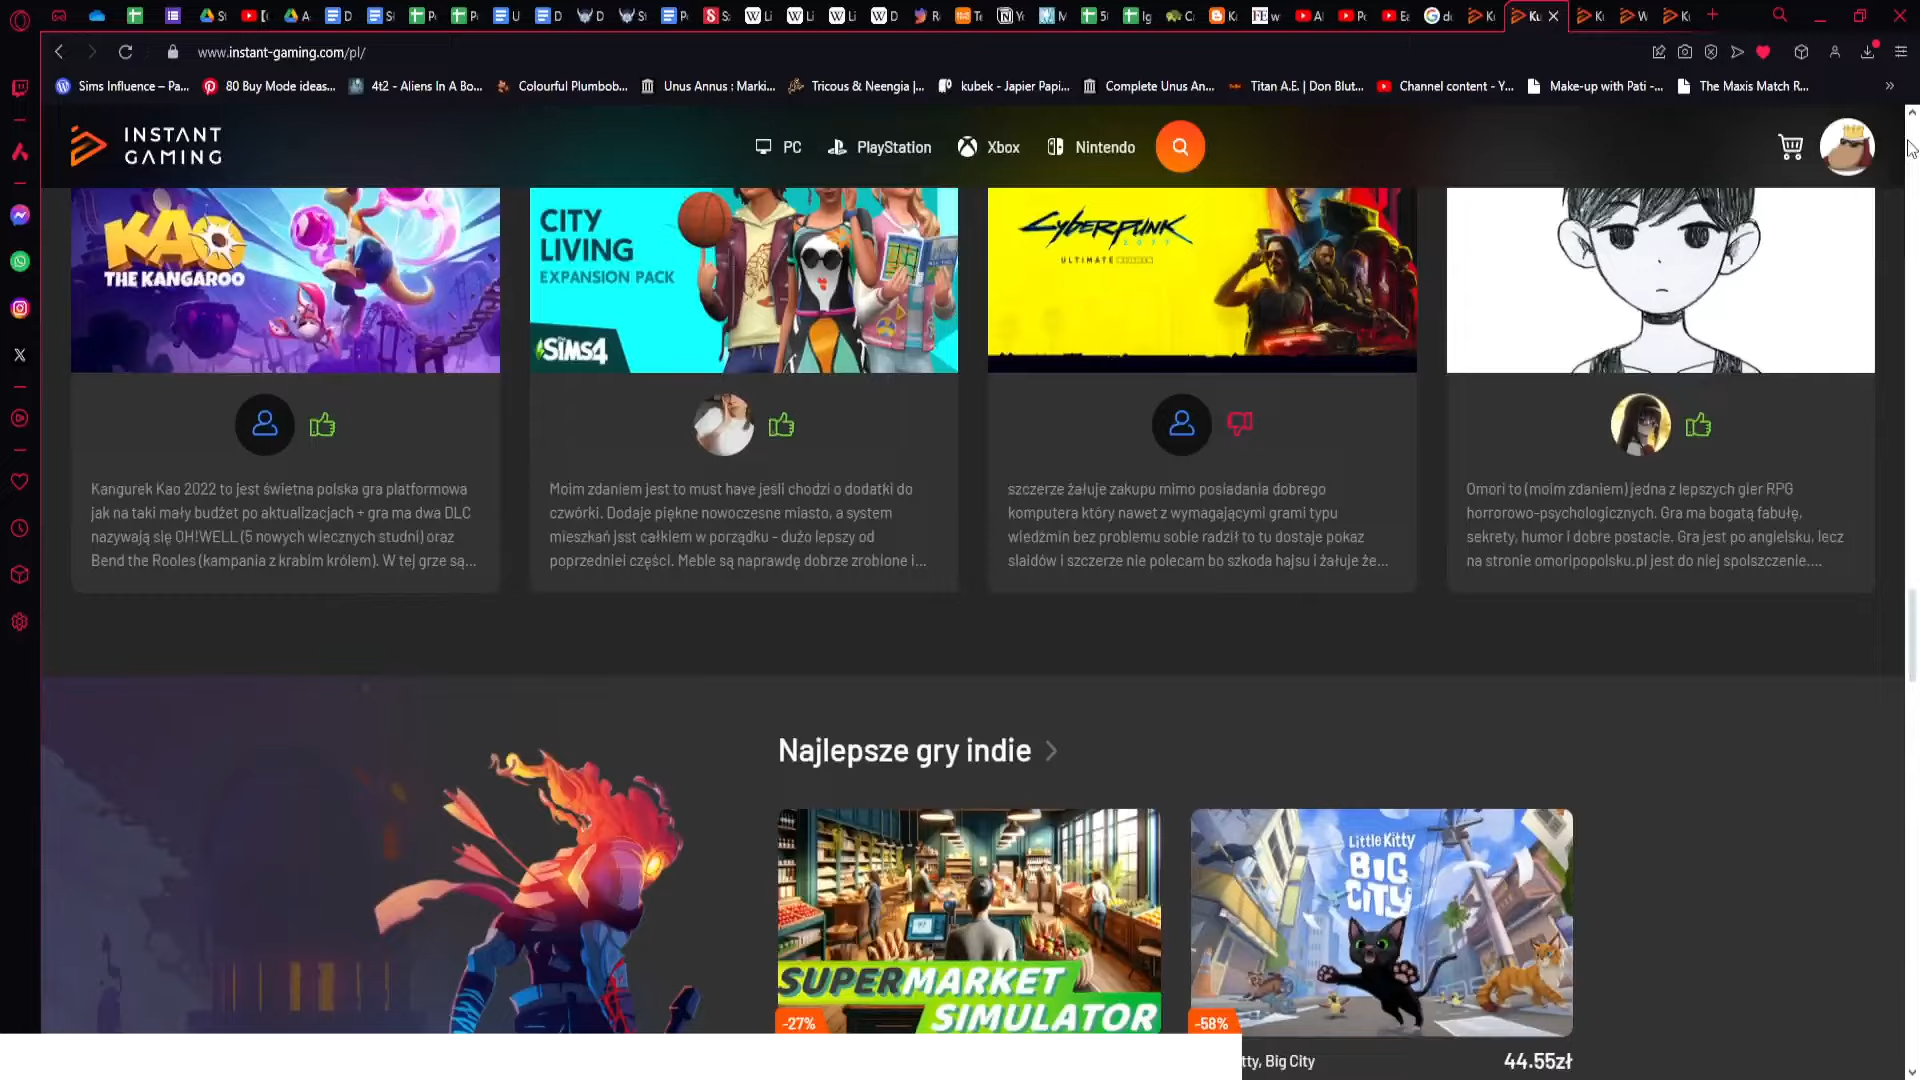 www.instant-gaming.com/pl/
Sims Influence – Pa...
80 Buy Mode ideas...
4t2 - Aliens In A Bo...
Colourful Plumbob...
Unus Annus : Marki...
Tricous & Neengia |...
kubek - Japier Papi...
Complete Unus An...
Titan A.E. | Don Blut...
Channel content - Y...
Make-up with Pati -...
The Maxis Match R...
INSTANT GAMING
PC
PlayStation
Xbox
Nintendo
KAO
THE KANGAROO
CITY
LIVING
EXPANSION PACK
THE SIMS 4
CYBERPUNK
2077
ULTIMATE EDITION
Kangurek Kao 2022 to jest świetna polska gra platformowa
jak na taki mały budżet po aktualizacjach + gra ma dwa DLC
nazywają się OH!WELL (5 nowych wiecznych studni) oraz
Bend the Rooles (kampania z krabim królem). W tej grze są...
Moim zdaniem jest to must have jeśli chodzi o dodatki do
czwórki. Dodaje piękne nowoczesne miasto, a system
mieszkań jsst całkiem w porządku - dużo lepszy od
poprzedniei części. Meble są naprawdę dobrze zrobione i...
szczerze żałuje zakupu mimo posiadania dobrego
komputera który nawet z wymagającymi grami typu
wiedźmin bez problemu sobie radził to tu dostaje pokaz
slaidów i szczerze nie polecam bo szkoda hajsu i żałuje że...
Omori to (moim zdaniem) jedna z lepszych gier RPG
horrorowo-psychologicznych. Gra ma bogatą fabułę,
sekrety, humor i dobre postacie. Gra jest po angielsku, lecz
na stronie omoripopolsku.pl jest do niej spolszczenie....
Najlepsze gry indie
SUPERMARKET
SIMULATOR
-27%
Little Kitty
BIG
CITY
-58%
tty, Big City
44.55zł